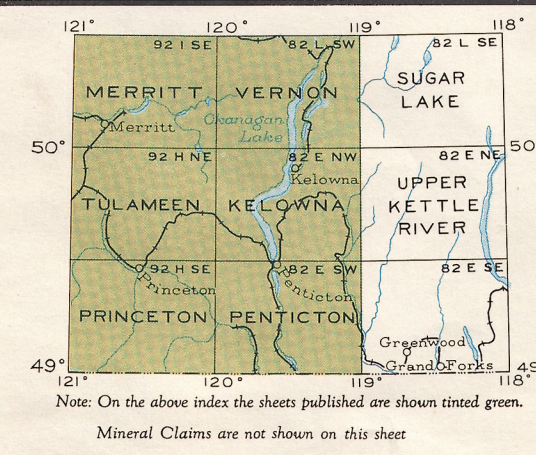 121° 120° 119° 118°
92 I SE 82 L SW 82 L SE
MERRITT VERNON SUGAR
LAKE
Okanagan
Lake
Merritt
50° 50
92 H NE 82 E NW 82 E NE
Kelowna
UPPER
TULAMEEN KELOWNA KETTLE
RIVER
92 H SE 82 E SW 82 E SE
Princeton Penticton
PRINCETON PENTICTON
Greenwood
49° Grand Forks 49
121° 120° 119° 118°
Note: On the above index the sheets published are shown tinted green.
Mineral Claims are not shown on this sheet